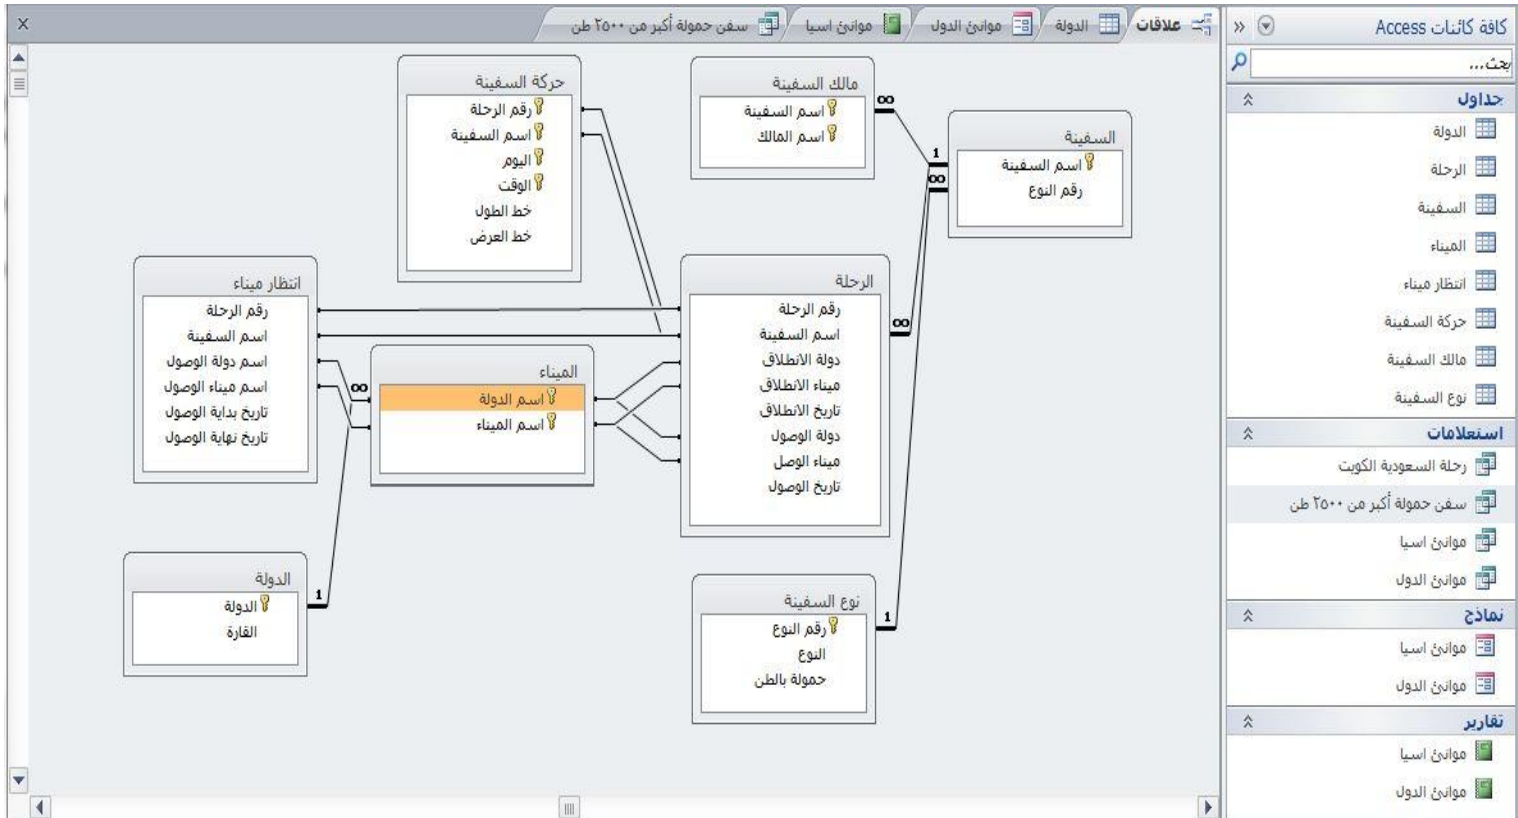 كافة كائنات Access
بحث...
جداول
الدولة
الرحلة
السفينة
الميناء
انتظار ميناء
حركة السفينة
مالك السفينة
نوع السفينة
استعلامات
رحلة السعودية الكويت
سفن حمولة أكبر من ٢٥٠٠ طن
موانئ اسيا
موانئ الدول
نماذج
موانئ اسيا
موانئ الدول
تقارير
موانئ اسيا
موانئ الدول
علاقات
الدولة
موانئ الدول
موانئ اسيا
سفن حمولة أكبر من ٢٥٠٠ طن
السفينة
اسم السفينة
رقم النوع
1
∞
مالك السفينة
اسم السفينة
اسم المالك
∞
حركة السفينة
رقم الرحلة
اسم السفينة
اليوم
الوقت
خط الطول
خط العرض
الرحلة
رقم الرحلة
اسم السفينة
دولة الانطلاق
ميناء الانطلاق
تاريخ الانطلاق
دولة الوصول
ميناء الوصل
تاريخ الوصول
∞
الميناء
اسم الدولة
اسم الميناء
∞
انتظار ميناء
رقم الرحلة
اسم السفينة
اسم دولة الوصول
اسم ميناء الوصول
تاريخ بداية الوصول
تاريخ نهاية الوصول
نوع السفينة
رقم النوع
النوع
حمولة بالطن
1
الدولة
الدولة
القارة
1